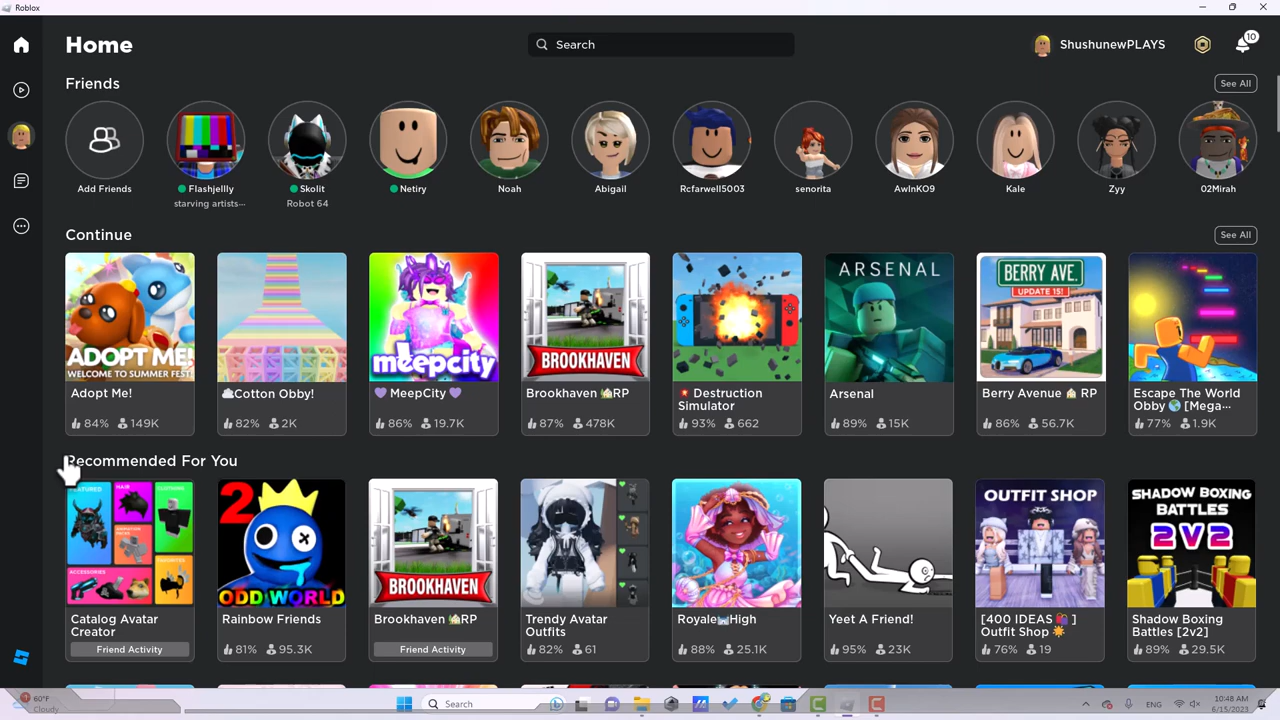 Roblox
Home
Search
ShushunewPLAYS
10
Friends
See All
Add Friends
Flashjellly
starving artists...
Skolit
Robot 64
Netiry
Noah
Abigail
Rcfarwell5003
senorita
AwInKO9
Kale
Zyy
02Mirah
Continue
See All
ADOPT ME!
WELCOME TO SUMMER FEST!
meepcity
BROOKHAVEN
ARSENAL
BERRY AVE.
UPDATE 15!
Adopt Me!
84% 149K
☁️Cotton Obby!
82% 2K
💜 MeepCity 💜
86% 19.7K
Brookhaven 🏡RP
87% 478K
💥 Destruction
Simulator
93% 662
Arsenal
89% 15K
Berry Avenue 🏠 RP
86% 56.7K
Escape The World
Obby 🌎 [Mega...
77% 1.9K
Recommended For You
FEATURED
HAIR
ACCESSORIES
2
ODD WORLD
BROOKHAVEN
OUTFIT SHOP
SHADOW BOXING
BATTLES
2V2
Catalog Avatar
Creator
Friend Activity
Rainbow Friends
81% 95.3K
Brookhaven 🏡RP
Friend Activity
Trendy Avatar
Outfits
82% 61
Royale🏰High
88% 25.1K
Yeet A Friend!
95% 23K
[400 IDEAS 🛍️ ]
Outfit Shop ☀️
76% 19
Shadow Boxing
Battles [2v2]
89% 29.5K
60°F
Cloudy
Search
ENG
10:48 AM
6/15/2023